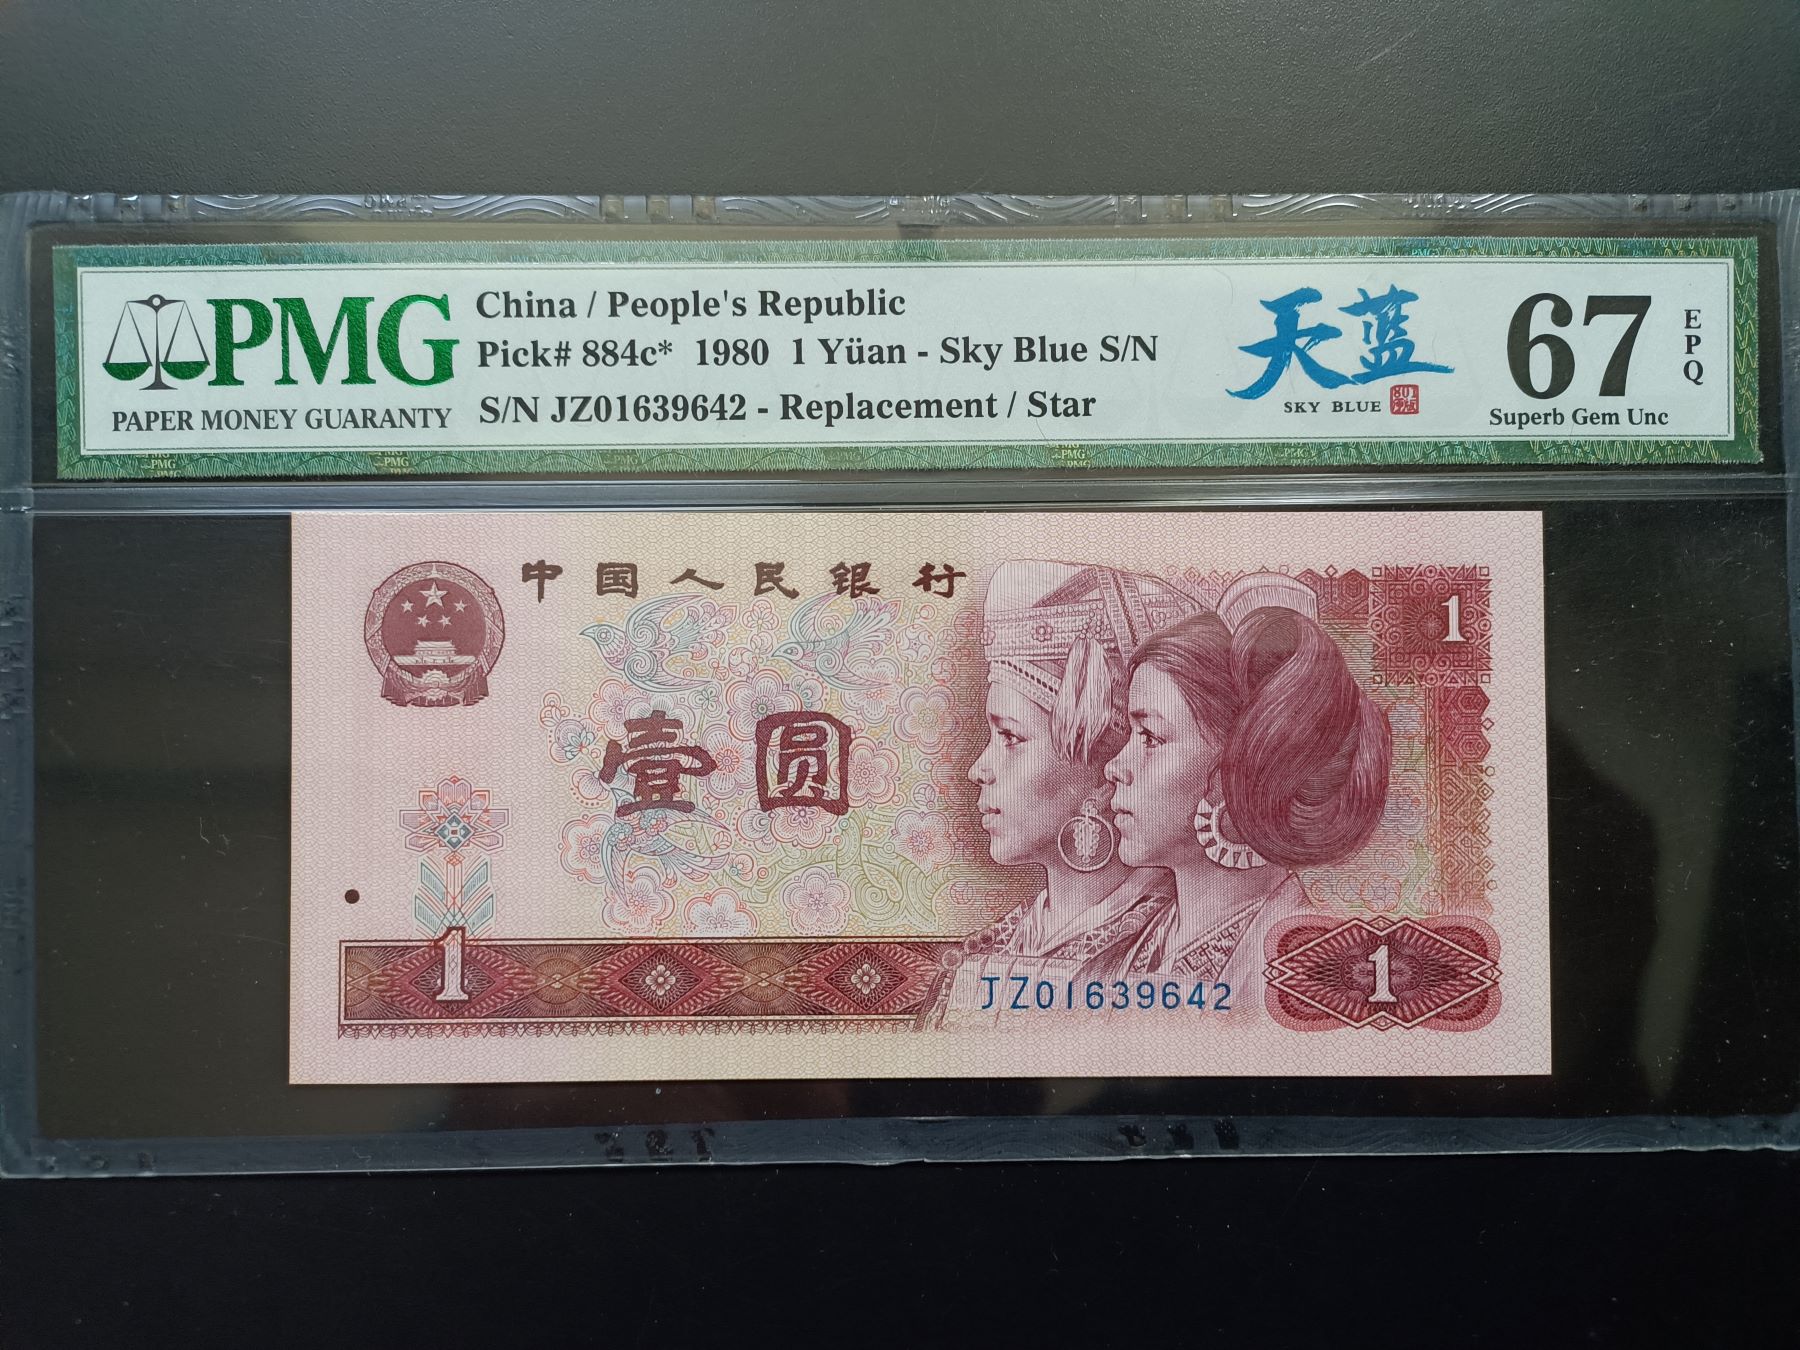 PMG
PAPER MONEY GUARANTY
China / People's Republic
Pick# 884c* 1980 1 Yüan - Sky Blue S/N
S/N JZ01639642 - Replacement / Star
天蓝
SKY BLUE
801
67
EPQ
Superb Gem Unc
中国人民银行
1
壹圆
1
JZ01639642
1